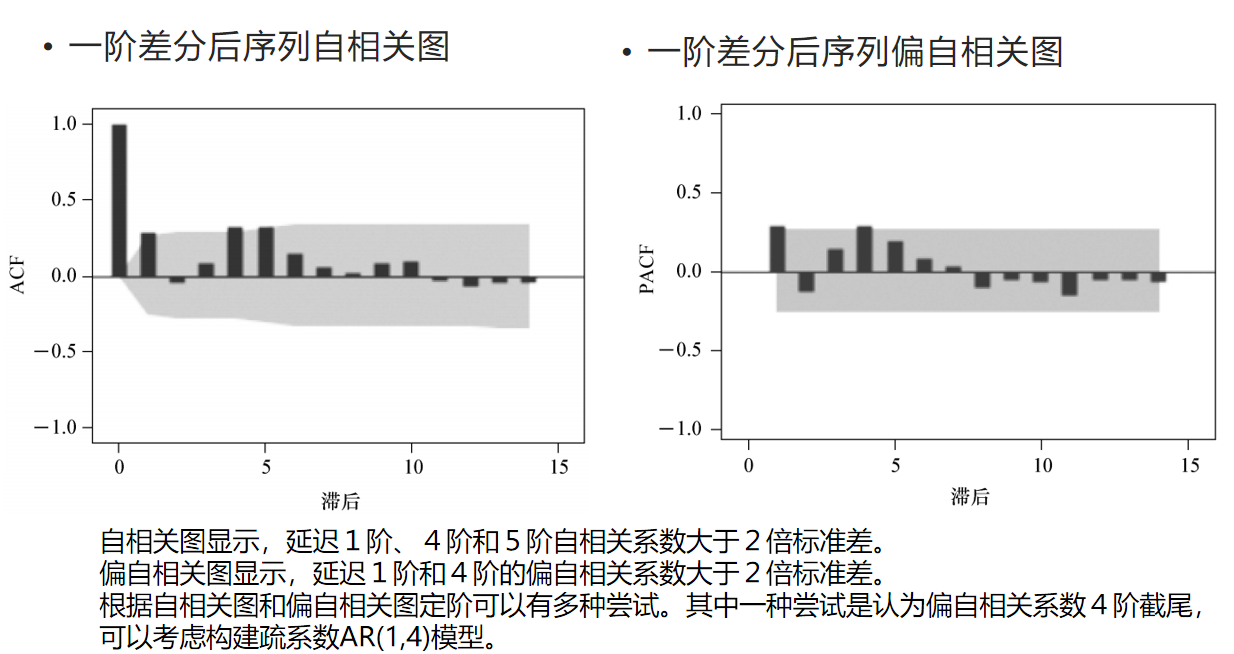 • 一阶差分后序列自相关图
• 一阶差分后序列偏自相关图
1.0
0.5
0.0
−0.5
−1.0
ACF
0 5 10 15
滞后
1.0
0.5
0.0
−0.5
−1.0
PACF
0 5 10 15
滞后
自相关图显示，延迟１阶、４阶和５阶自相关系数大于２倍标准差。
偏自相关图显示，延迟１阶和４阶的偏自相关系数大于２倍标准差。
根据自相关图和偏自相关图定阶可以有多种尝试。其中一种尝试是认为偏自相关系数４阶截尾，
可以考虑构建疏系数AR(1,4)模型。